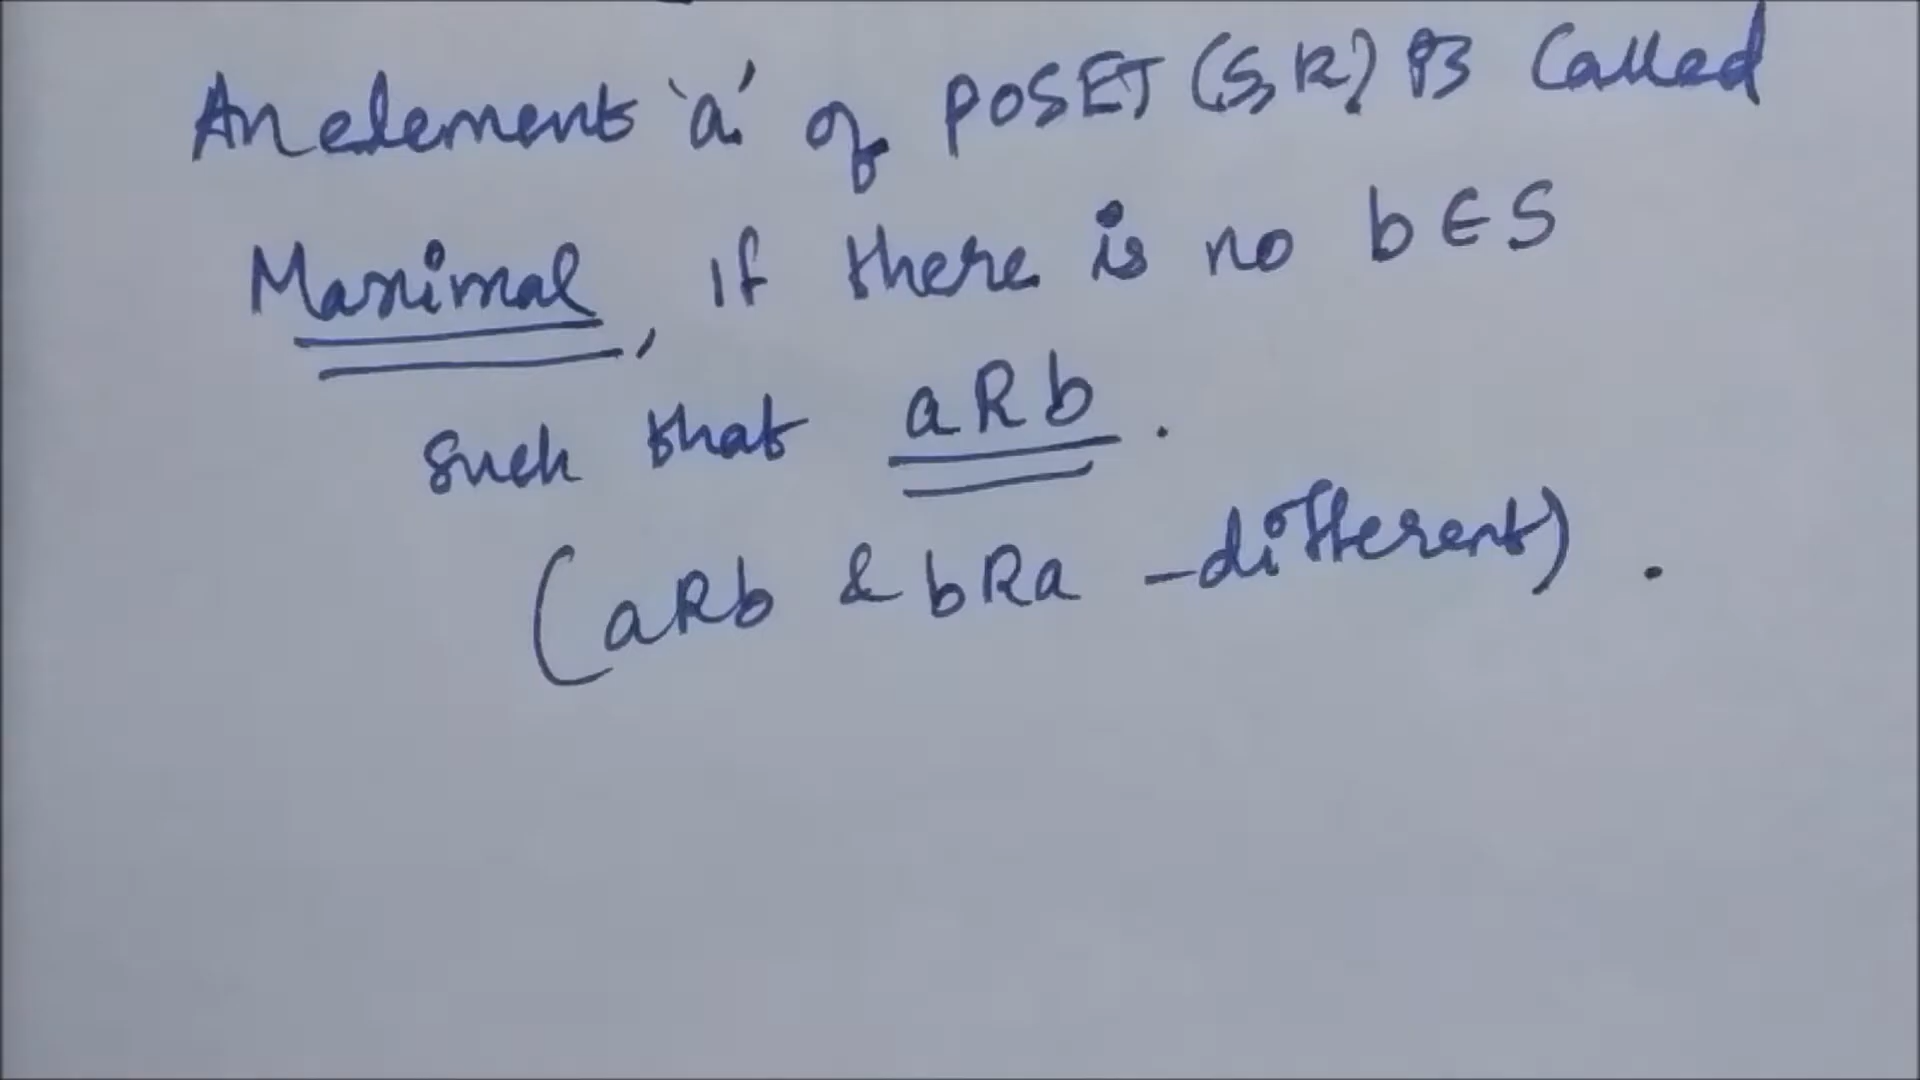 An element 'a' of POSET (S, R) is called
Maximal, if there is no b ∈ S
such that aRb.
(aRb & bRa - different).